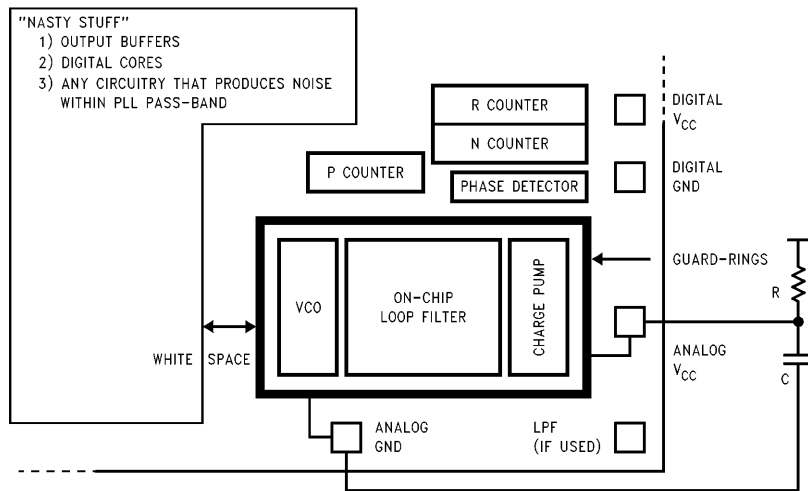 "NASTY STUFF"
1) OUTPUT BUFFERS
2) DIGITAL CORES
3) ANY CIRCUITRY THAT PRODUCES NOISE
WITHIN PLL PASS-BAND
R COUNTER
N COUNTER
P COUNTER
PHASE DETECTOR
DIGITAL
VCC
DIGITAL
GND
GUARD-RINGS
VCO
ON-CHIP
LOOP FILTER
CHARGE PUMP
R
WHITE SPACE
ANALOG
VCC
C
ANALOG
GND
LPF
(IF USED)